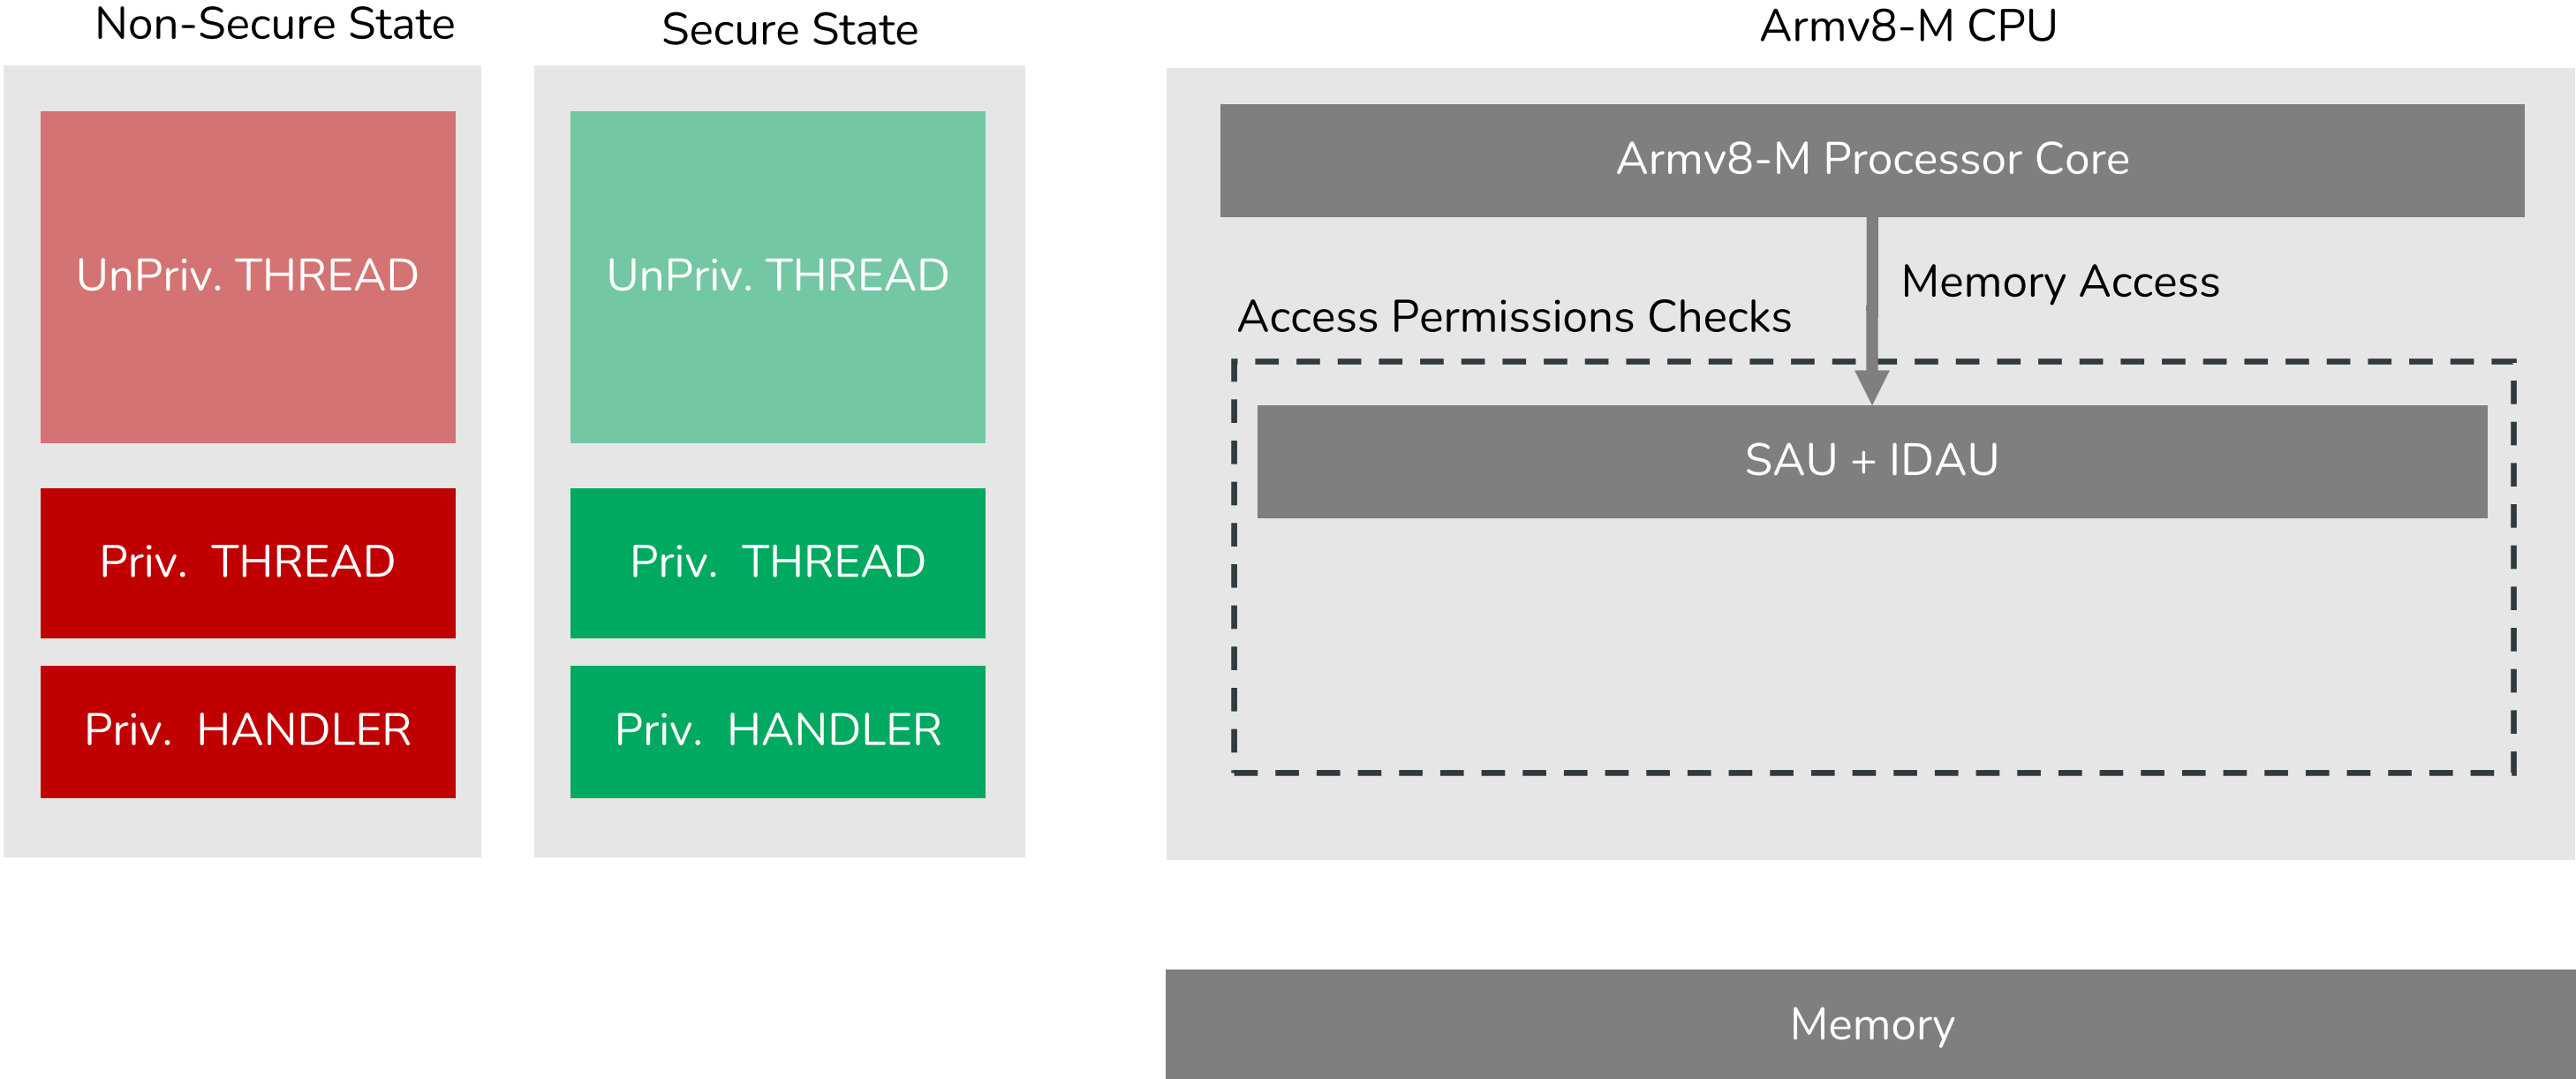 Non-Secure State
UnPriv. THREAD
Priv. THREAD
Priv. HANDLER
Secure State
UnPriv. THREAD
Priv. THREAD
Priv. HANDLER
Armv8-M CPU
Armv8-M Processor Core
Memory Access
Access Permissions Checks
SAU + IDAU
Memory